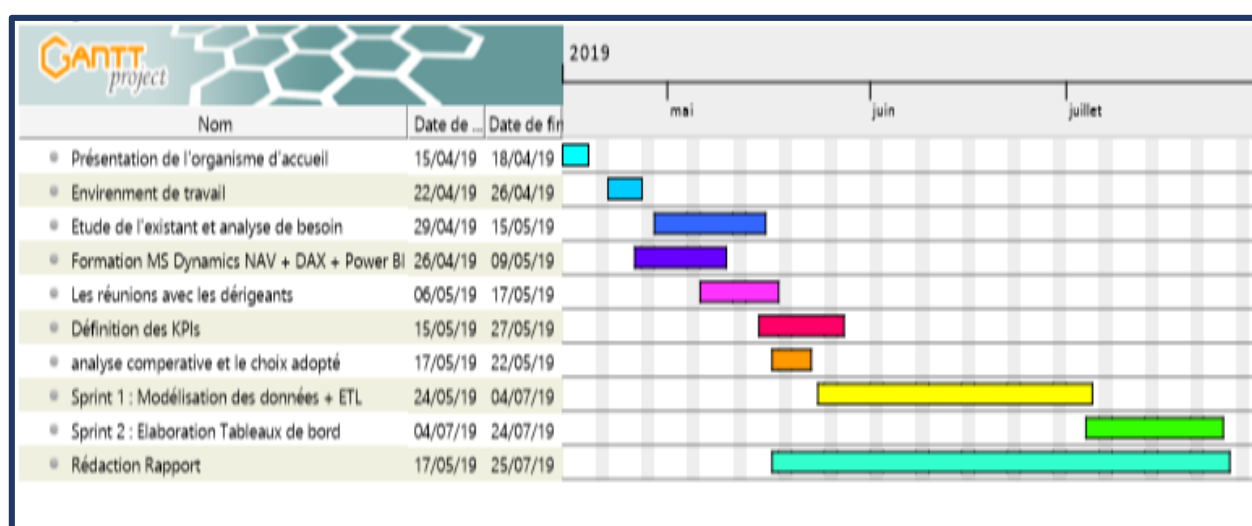 GANTT
project
2019
mai juin juillet
Nom Date de ... Date de fin
Présentation de l'organisme d'accueil 15/04/19 18/04/19
Envirenment de travail 22/04/19 26/04/19
Etude de l'existant et analyse de besoin 29/04/19 15/05/19
Formation MS Dynamics NAV + DAX + Power BI 26/04/19 09/05/19
Les réunions avec les dérigeants 06/05/19 17/05/19
Définition des KPIs 15/05/19 27/05/19
analyse comperative et le choix adopté 17/05/19 22/05/19
Sprint 1 : Modélisation des données + ETL 24/05/19 04/07/19
Sprint 2 : Elaboration Tableaux de bord 04/07/19 24/07/19
Rédaction Rapport 17/05/19 25/07/19